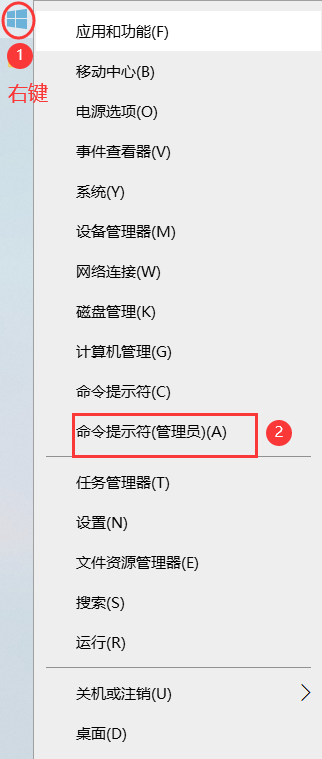 应用和功能(F)
1
移动中心(B)
右键
电源选项(O)
事件查看器(V)
系统(Y)
设备管理器(M)
网络连接(W)
磁盘管理(K)
计算机管理(G)
命令提示符(C)
命令提示符(管理员)(A)
2
任务管理器(T)
设置(N)
文件资源管理器(E)
搜索(S)
运行(R)
关机或注销(U)
桌面(D)